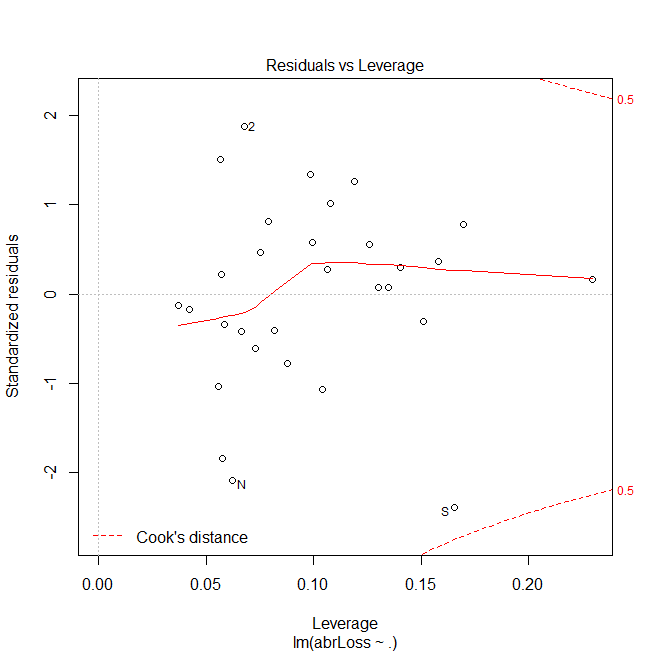 Residuals vs Leverage
Standardized residuals
2
1
0
-1
-2
2
N
S
0.5
0.5
Cook's distance
0.00 0.05 0.10 0.15 0.20
Leverage
lm(abrLoss ~ .)